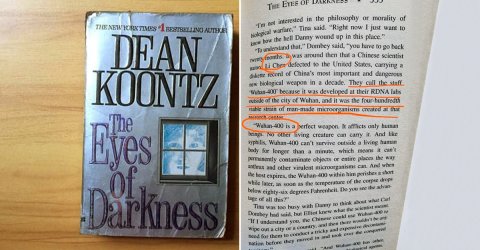 THE NEW YORK TIMES #1 BESTSELLING AUTHOR
DEAN
KOONTZ
The
Eyes
of
Darkness
THE EYES OF DARKNESS 353
"I'm not interested in the philosophy or morality of
biological warfare," Tina said. "Right now I just want to
know how the hell Danny wound up in this place."
"To understand that," Dombey said, "you have to go back
twenty months. It was around then that a Chinese scientist
named Li Chen defected to the United States, carrying a
diskette record of China's most important and dangerous
new biological weapon in a decade. They call the stuff
'Wuhan-400' because it was developed at their RDNA labs
outside of the city of Wuhan, and it was the four-hundredth
viable strain of man-made microorganisms created at that
research center.
"Wuhan-400 is a perfect weapon. It afflicts only human
beings. No other living creature can carry it. And like
syphilis, Wuhan-400 can't survive outside a living human
body for longer than a minute, which means it can't
permanently contaminate objects or entire places the way
anthrax and other virulent microorganisms can. And when
the host expires, the Wuhan-400 within him perishes a short
while later, as soon as the temperature of the corpse drops
below eighty-six degrees Fahrenheit. Do you see the advan-
tage of all this?"
Tina was too busy with Danny to think about what Carl
Dombey had said, but Elliot knew what the scientist meant.
"If I understand you, the Chinese could use Wuhan-400 to
wipe out a city or a country, and then there wouldn't be any
need for them to conduct a tricky and expensive decontami-
nation before they moved in and took over the conquered